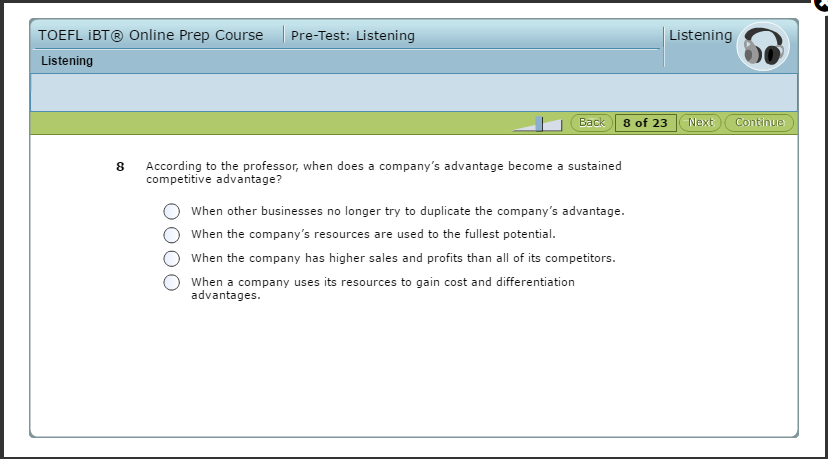 TOEFL iBT® Online Prep Course Pre-Test: Listening Listening
Listening
Back 8 of 23 Next Continue
8 According to the professor, when does a company's advantage become a sustained
competitive advantage?
When other businesses no longer try to duplicate the company's advantage.
When the company's resources are used to the fullest potential.
When the company has higher sales and profits than all of its competitors.
When a company uses its resources to gain cost and differentiation
advantages.